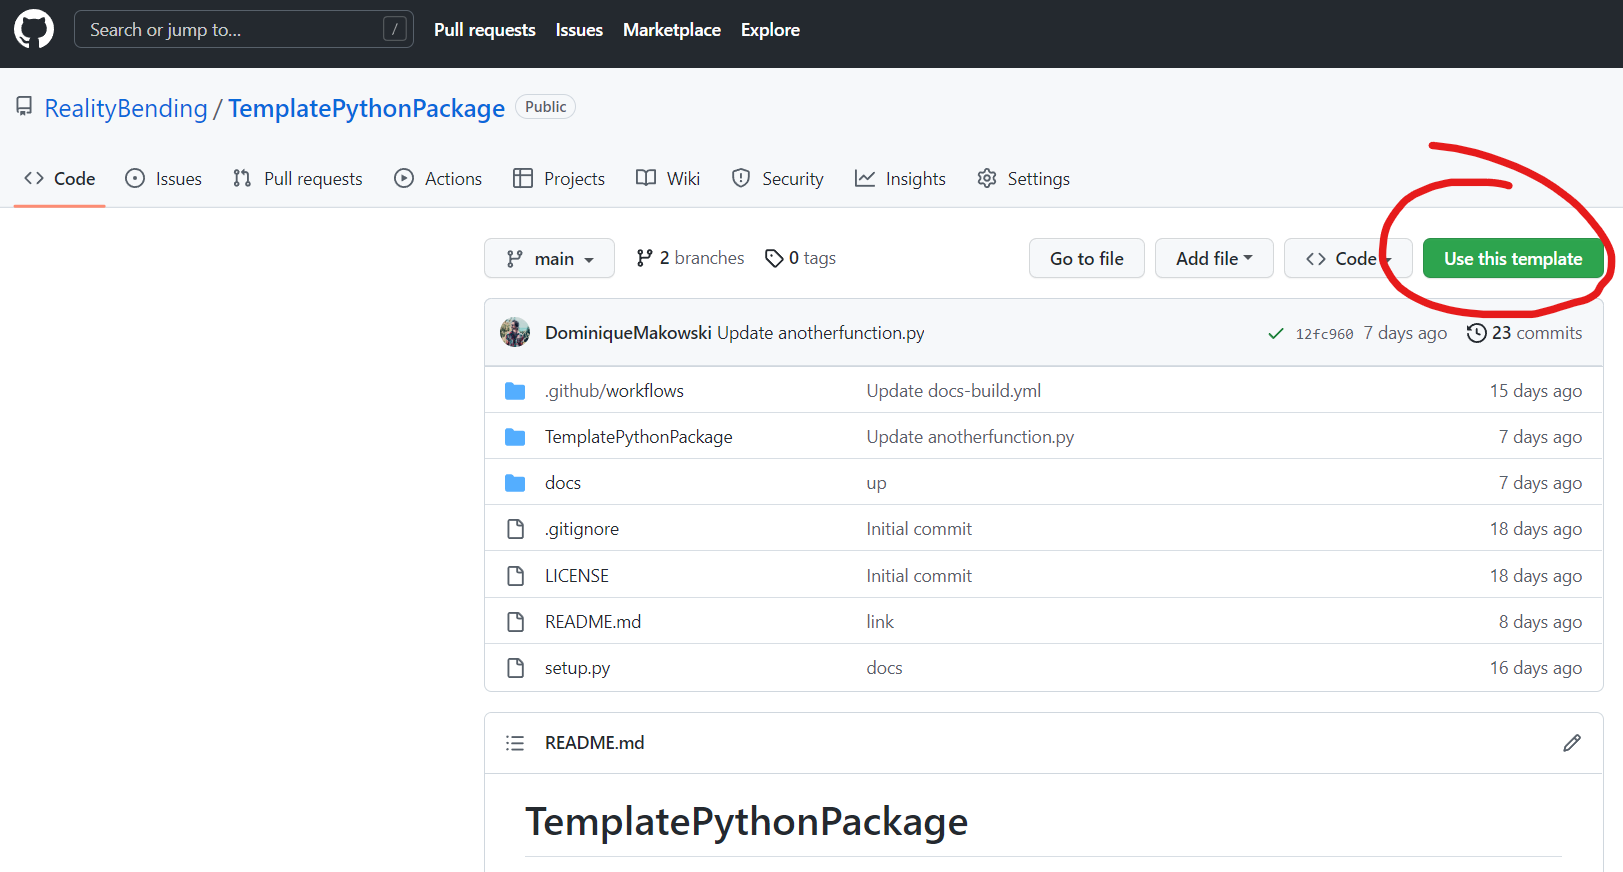 Search or jump to... / Pull requests Issues Marketplace Explore
RealityBending / TemplatePythonPackage Public
Code Issues Pull requests Actions Projects Wiki Security Insights Settings
main 2 branches 0 tags Go to file Add file Code Use this template
DominiqueMakowski Update anotherfunction.py 12fc960 7 days ago 23 commits
.github/workflows Update docs-build.yml 15 days ago
TemplatePythonPackage Update anotherfunction.py 7 days ago
docs up 7 days ago
.gitignore Initial commit 18 days ago
LICENSE Initial commit 18 days ago
README.md link 8 days ago
setup.py docs 16 days ago
README.md
TemplatePythonPackage